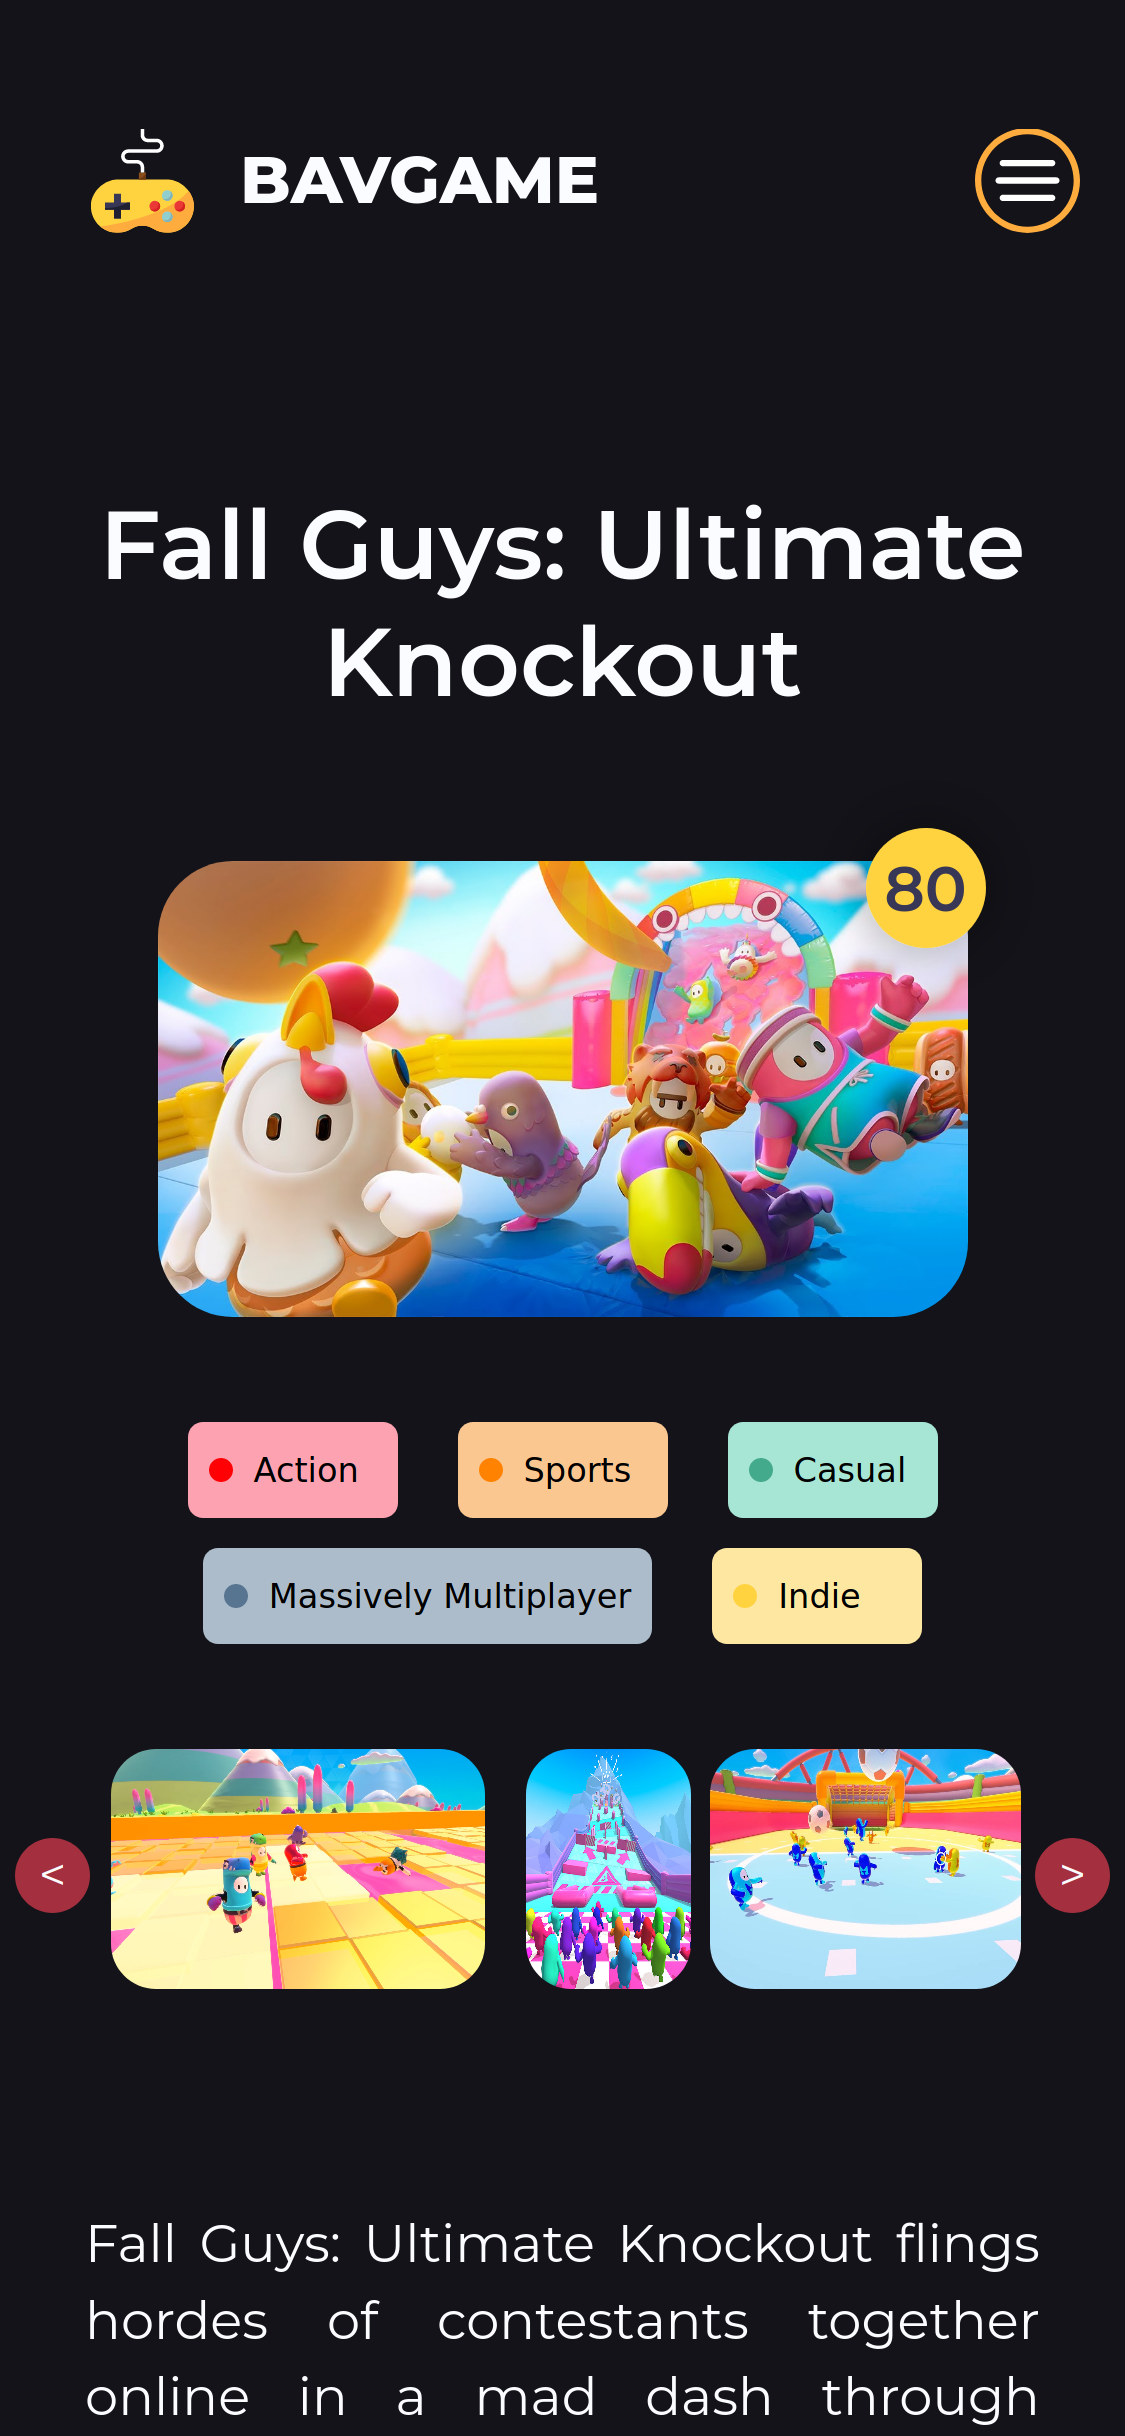 BAVGAME
Fall Guys: Ultimate
Knockout
80
Action
Sports
Casual
Massively Multiplayer
Indie
<
>
Fall Guys: Ultimate Knockout flings
hordes of contestants together
online in a mad dash through